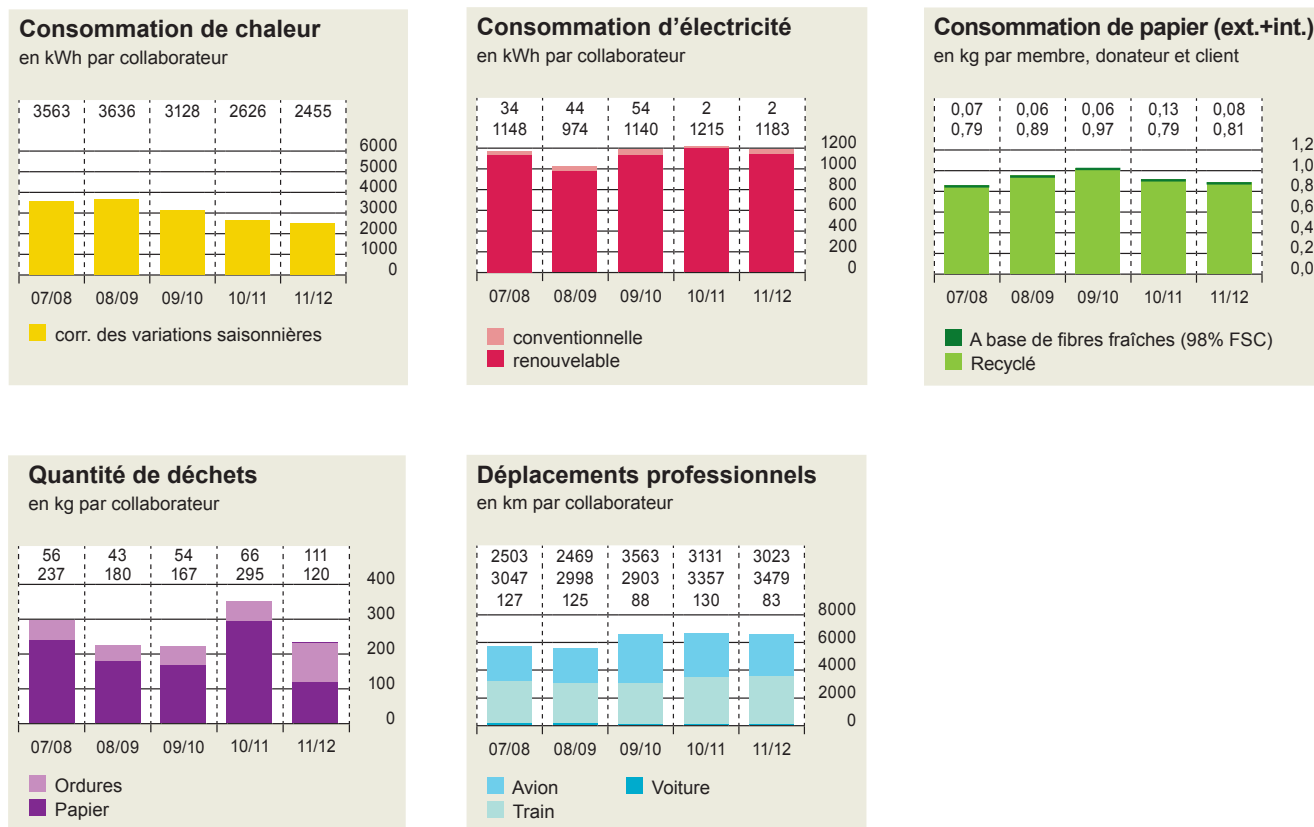 Consommation de chaleur
en kWh par collaborateur
3563 3636 3128 2626 2455
6000
5000
4000
3000
2000
1000
0
07/08 08/09 09/10 10/11 11/12
corr. des variations saisonnières
Consommation d’électricité
en kWh par collaborateur
34 44 54 2 2
1148 974 1140 1215 1183
1200
1000
800
600
400
200
0
07/08 08/09 09/10 10/11 11/12
conventionnelle
renouvelable
Consommation de papier (ext.+int.)
en kg par membre, donateur et client
0,07 0,06 0,06 0,13 0,08
0,79 0,89 0,97 0,79 0,81
1,2
1,0
0,8
0,6
0,4
0,2
0,0
07/08 08/09 09/10 10/11 11/12
A base de fibres fraîches (98% FSC)
Recyclé
Quantité de déchets
en kg par collaborateur
56 43 54 66 111
237 180 167 295 120
400
300
200
100
0
07/08 08/09 09/10 10/11 11/12
Ordures
Papier
Déplacements professionnels
en km par collaborateur
2503 2469 3563 3131 3023
3047 2998 2903 3357 3479
127 125 88 130 83
8000
6000
4000
2000
0
07/08 08/09 09/10 10/11 11/12
Avion Voiture
Train